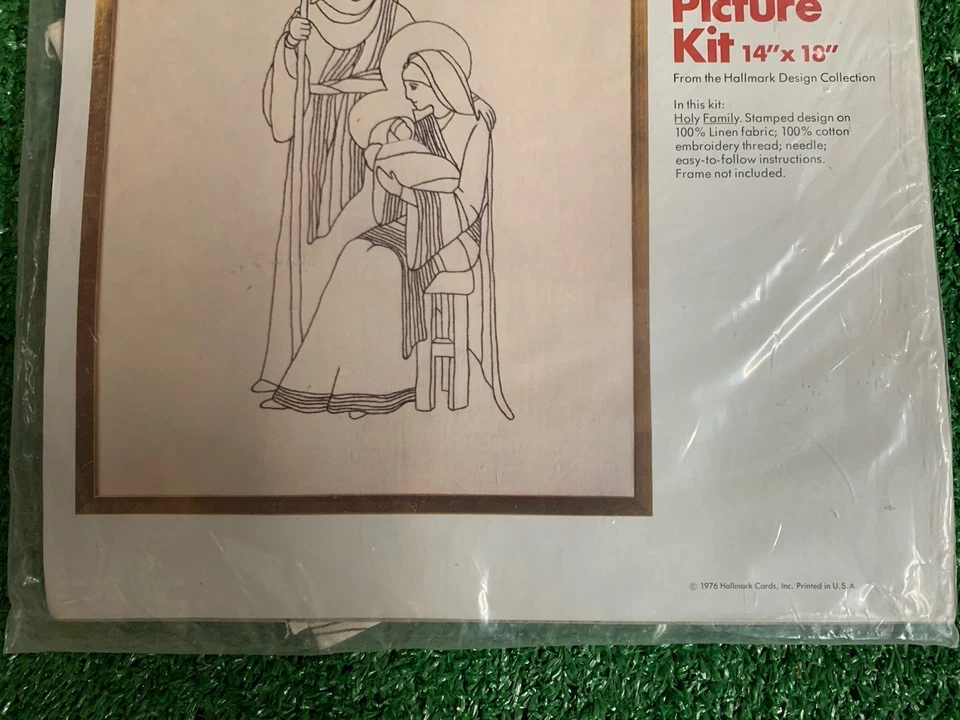 Picture
Kit 14"x 18"
From the Hallmark Design Collection
In this kit:
Holy Family. Stamped design on
100% Linen fabric; 100% cotton
embroidery thread; needle;
easy-to-follow instructions.
Frame not included.
© 1976 Hallmark Cards, Inc. Printed in U.S.A.